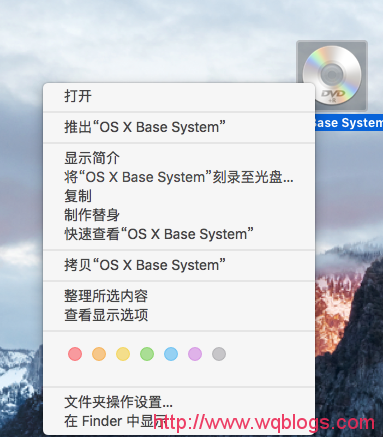 打开
推出“OS X Base System”
Base System
显示简介
将“OS X Base System”刻录至光盘...
复制
制作替身
快速查看“OS X Base System”
拷贝“OS X Base System”
整理所选内容
查看显示选项
文件夹操作设置...
在 Finder 中显示
http://www.wqblogs.com
DVD